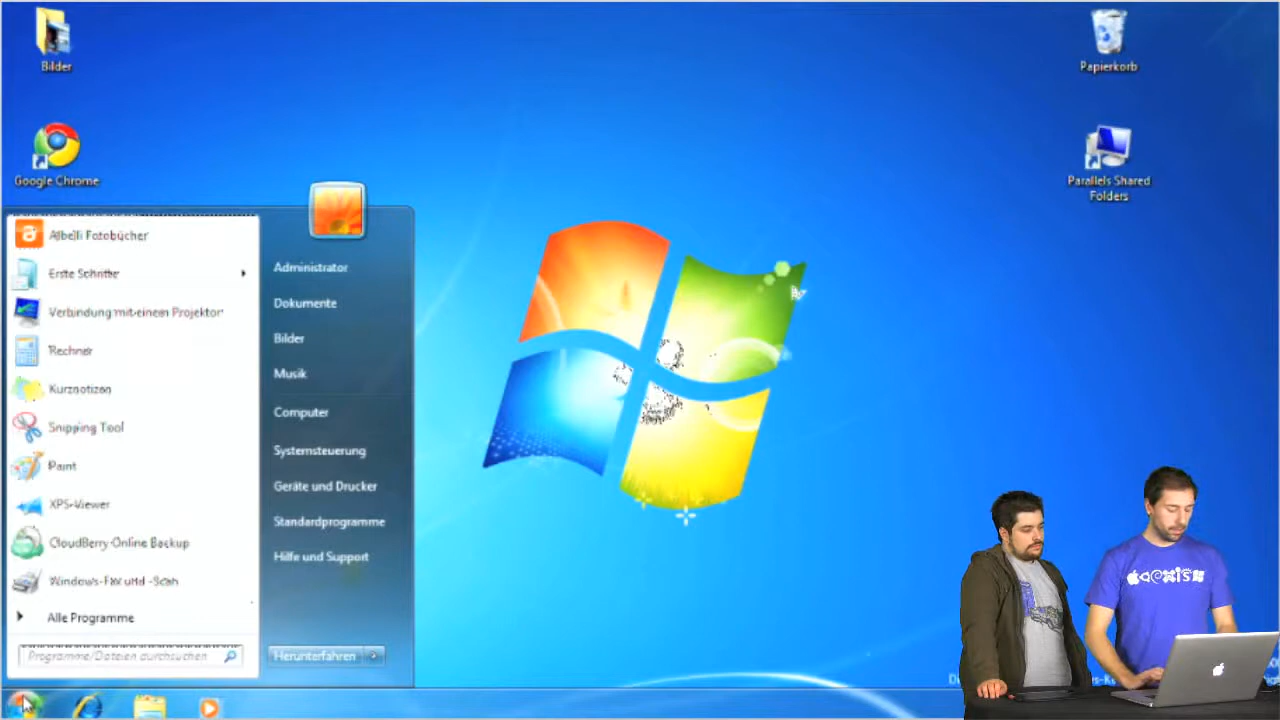 Bilder
Google Chrome
Papierkorb
Parallels Shared
Folders
Albelli Fotobücher
Erste Schritte
Verbindung mit einem Projektor
Rechner
Kurznotizen
Snipping Tool
Paint
XPS-Viewer
CloudBerry Online Backup
Windows-Fax und -Scan
Alle Programme
Programme/Dateien durchsuchen
Administrator
Dokumente
Bilder
Musik
Computer
Systemsteuerung
Geräte und Drucker
Standardprogramme
Hilfe und Support
Herunterfahren